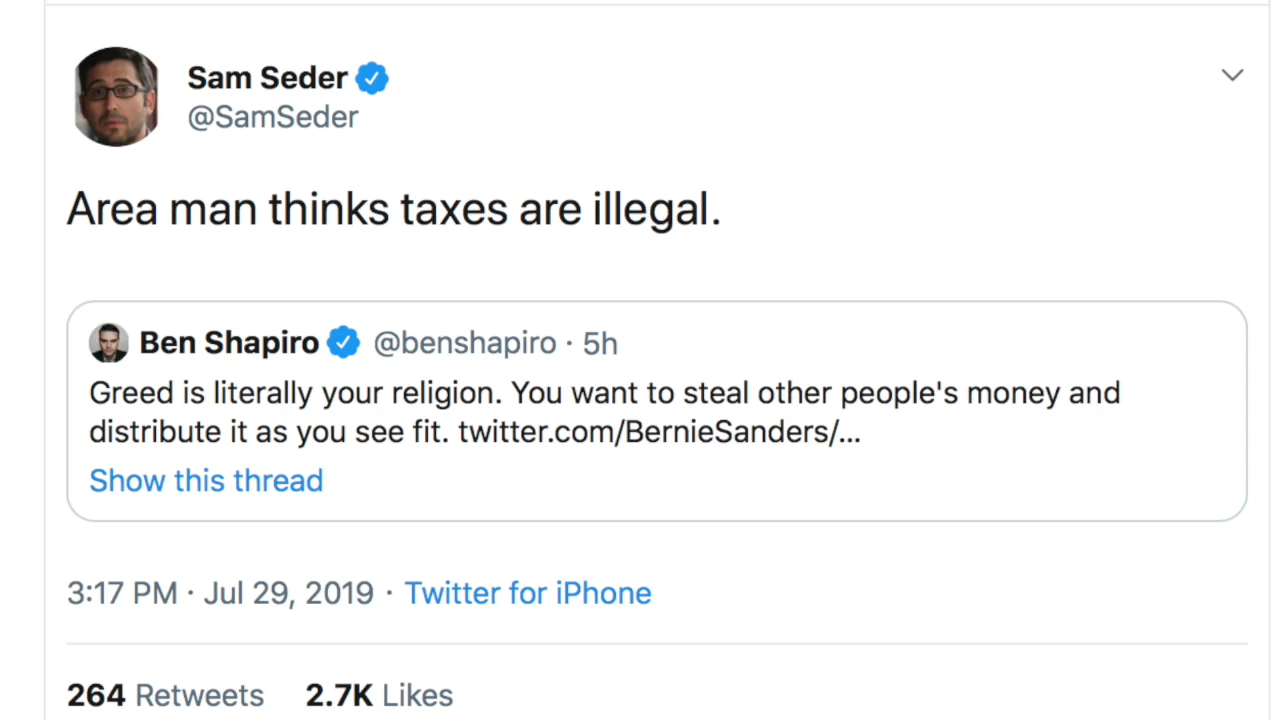 Sam Seder
@SamSeder
Area man thinks taxes are illegal.
Ben Shapiro @benshapiro · 5h
Greed is literally your religion. You want to steal other people's money and
distribute it as you see fit. twitter.com/BernieSanders/...
Show this thread
3:17 PM · Jul 29, 2019 · Twitter for iPhone
264 Retweets 2.7K Likes